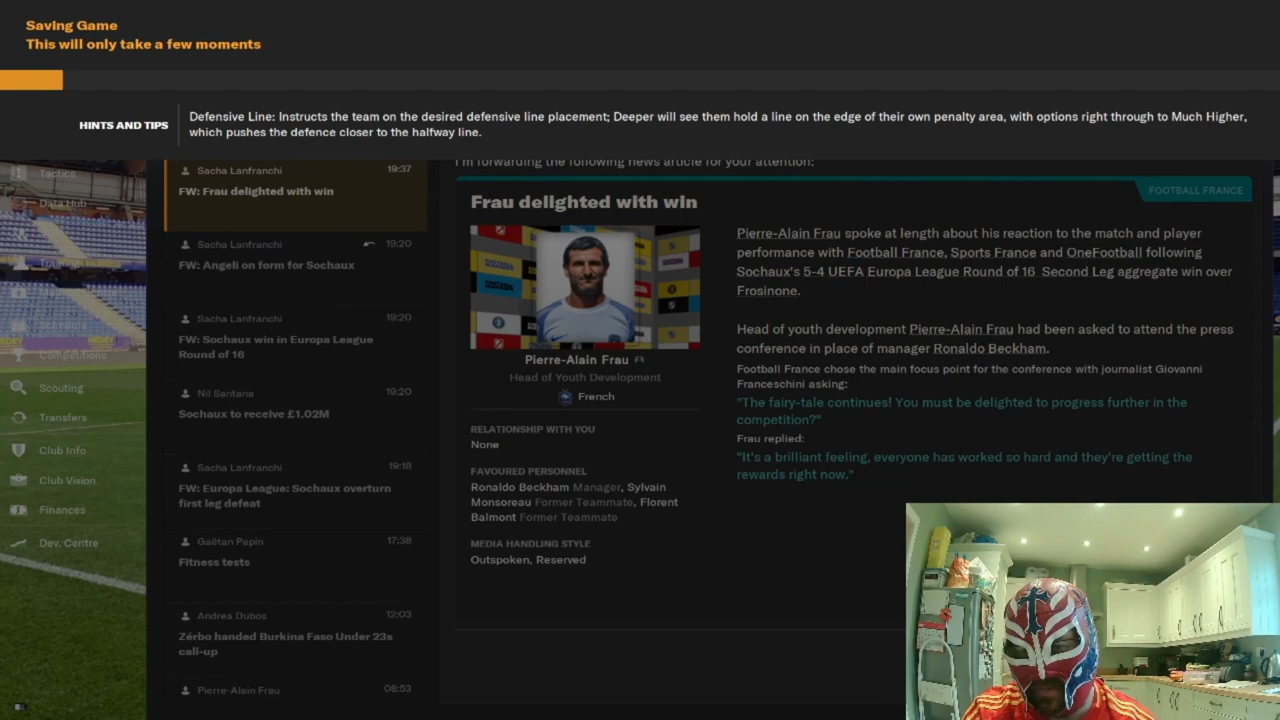 Saving Game
This will only take a few moments
HINTS AND TIPS
Defensive Line: Instructs the team on the desired defensive line placement; Deeper will see them hold a line on the edge of their own penalty area, with options right through to Much Higher,
which pushes the defence closer to the halfway line.
Tactics
Data Hub
Competitions
Scouting
Transfers
Club Info
Club Vision
Finances
Dev. Centre
Sacha Lanfranchi 19:37
FW: Frau delighted with win
Sacha Lanfranchi 19:20
FW: Angell on form for Sochaux
Sacha Lanfranchi 19:20
FW: Sochaux win in Europa League
Round of 16
Nil Santana 19:20
Sochaux to receive £1.02M
Sacha Lanfranchi 19:18
FW: Europa League: Sochaux overturn
first leg defeat
Gaëtan Papin 17:38
Fitness tests
Andrea Dubos 12:03
Zérbo handed Burkina Faso Under 23s
call-up
Pierre-Alain Frau 08:53
I'm forwarding the following news article for your attention:
FOOTBALL FRANCE
Frau delighted with win
Pierre-Alain Frau
Head of Youth Development
French
RELATIONSHIP WITH YOU
None
FAVOURED PERSONNEL
Ronaldo Beckham Manager, Sylvain
Monsoreau Former Teammate, Florent
Balmont Former Teammate
MEDIA HANDLING STYLE
Outspoken, Reserved
Pierre-Alain Frau spoke at length about his reaction to the match and player
performance with Football France, Sports France and OneFootball following
Sochaux's 5-4 UEFA Europa League Round of 16 Second Leg aggregate win over
Frosinone.
Head of youth development Pierre-Alain Frau had been asked to attend the press
conference in place of manager Ronaldo Beckham.
Football France chose the main focus point for the conference with journalist Giovanni
Franceschini asking:
"The fairy-tale continues! You must be delighted to progress further in the
competition?"
Frau replied:
"It's a brilliant feeling, everyone has worked so hard and they're getting the
rewards right now."